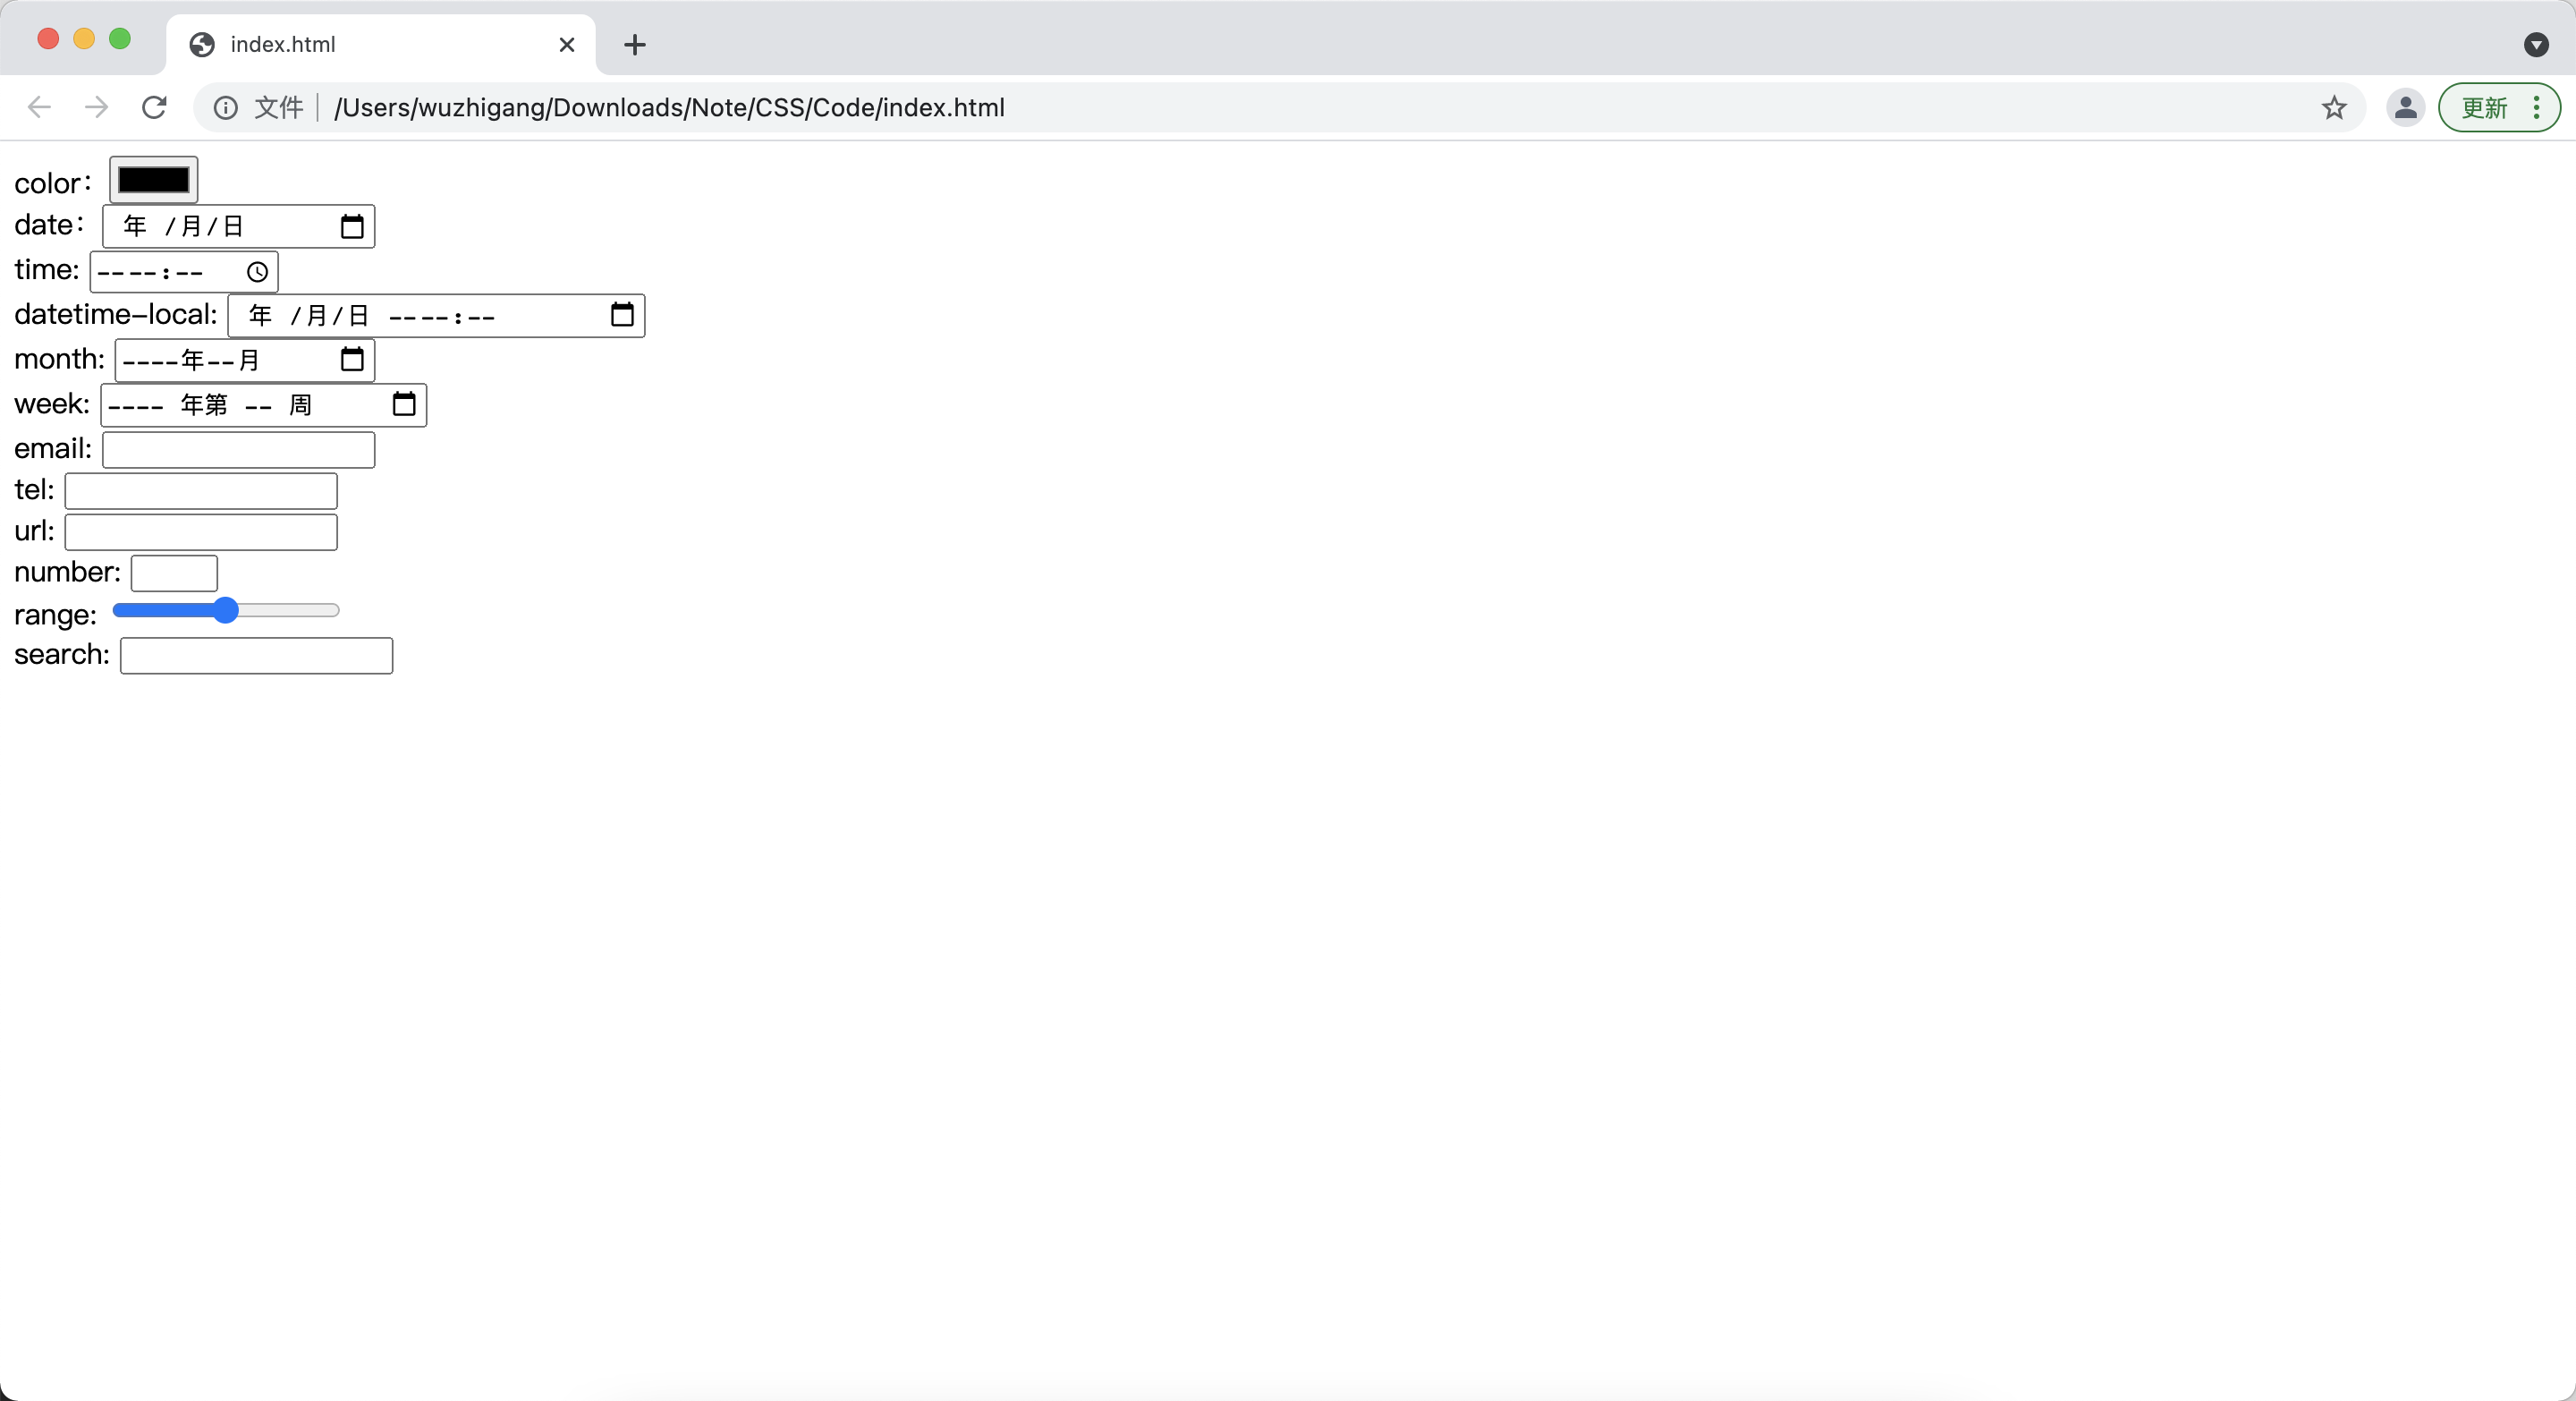 index.html
文件 /Users/wuzhigang/Downloads/Note/CSS/Code/index.html 更新
color：
date： 年 /月/日
time: -- --:--
datetime-local: 年 /月/日 -- --:--
month: ----年--月
week: ---- 年第 -- 周
email:
tel:
url:
number:
range:
search: